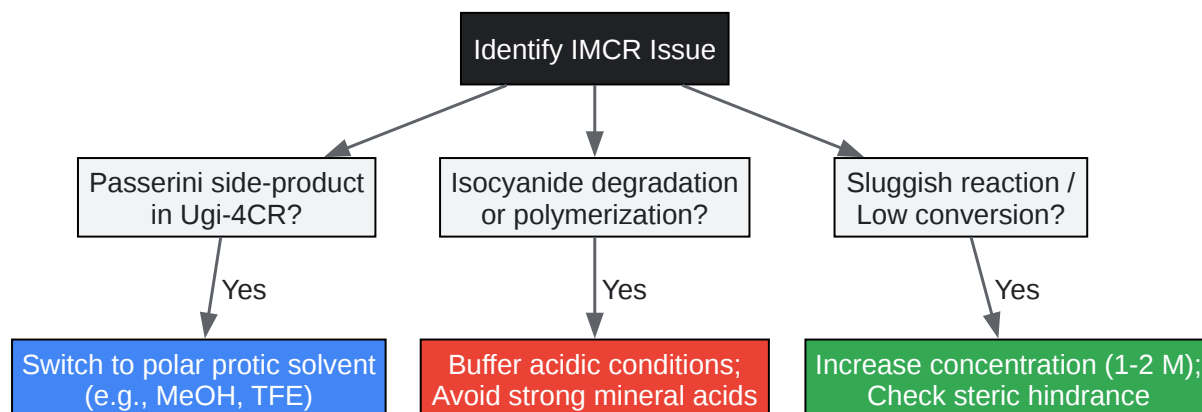 Identify IMCR Issue
Passerini side-product
in Ugi-4CR?
Isocyanide degradation
or polymerization?
Sluggish reaction /
Low conversion?
Yes
Yes
Yes
Switch to polar protic solvent
(e.g., MeOH, TFE)
Buffer acidic conditions;
Avoid strong mineral acids
Increase concentration (1-2 M);
Check steric hindrance